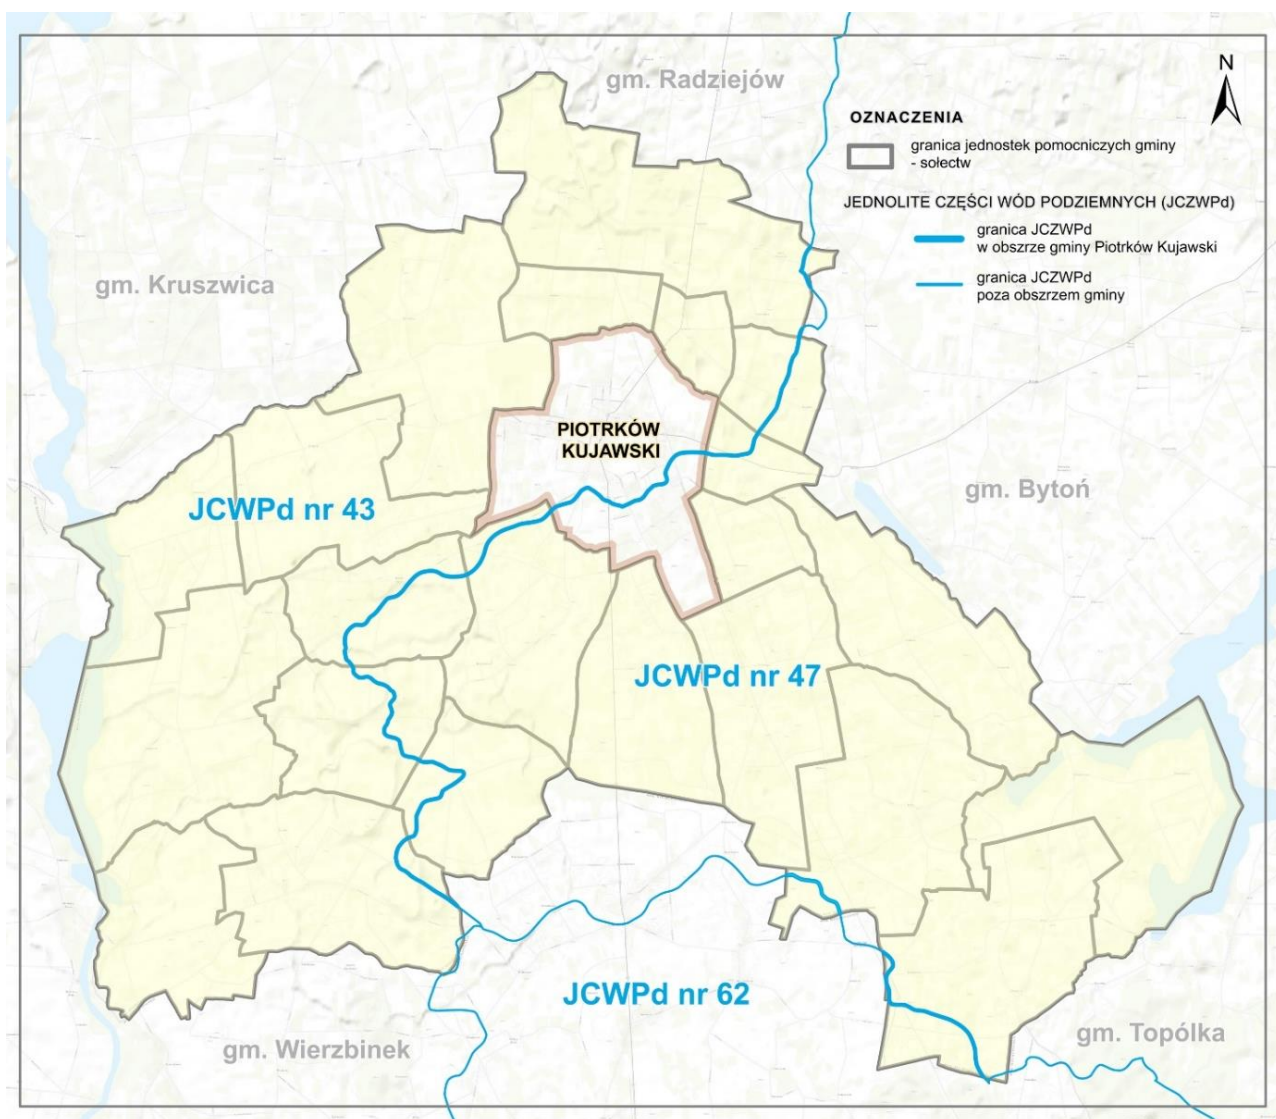 gm. Radziejów
N
OZNACZENIA
granica jednostek pomocniczych gminy
- sołectw
JEDNOLITE CZĘŚCI WÓD PODZIEMNYCH (JCZWPd)
granica JCZWPd
w obszrze gminy Piotrków Kujawski
granica JCZWPd
poza obszrzem gminy
gm. Kruszwica
PIOTRKÓW
KUJAWSKI
gm. Bytoń
JCWPd nr 43
JCWPd nr 47
JCWPd nr 62
gm. Wierzbinek
gm. Topólka